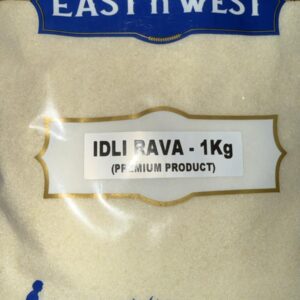 EAST n WEST
IDLI RAVA - 1Kg
(PREMIUM PRODUCT)